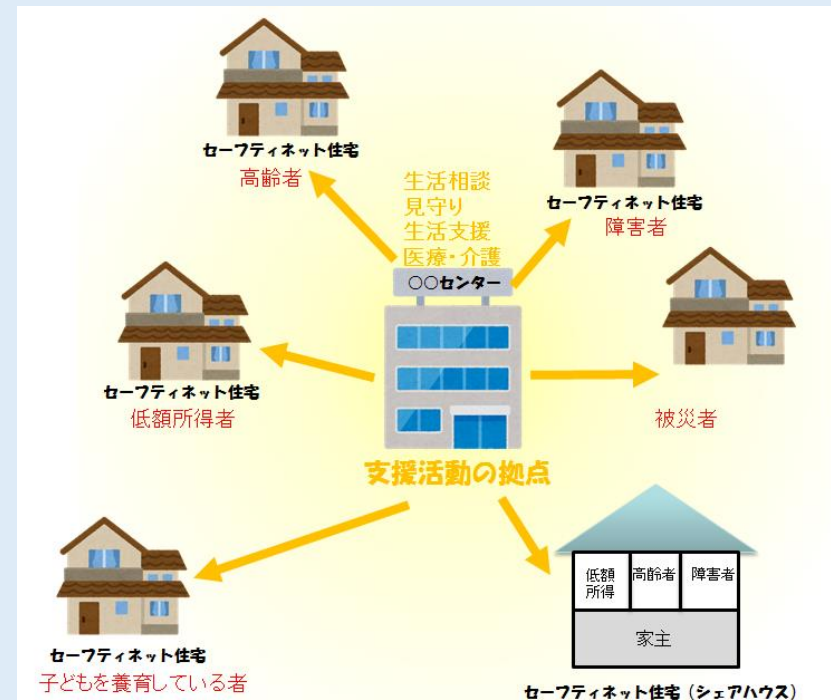 セーフティネット住宅
高齢者
生活相談
見守り
生活支援
医療・介護
セーフティネット住宅
障害者
○○センター
セーフティネット住宅
低額所得者
被災者
支援活動の拠点
低額
所得
高齢者
障害者
家主
セーフティネット住宅
子どもを養育している者
セーフティネット住宅（シェアハウス）